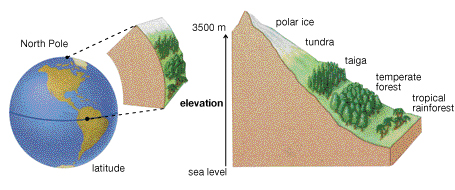 North Pole
latitude
3500 m
elevation
sea level
polar ice
tundra
taiga
temperate
forest
tropical
rainforest